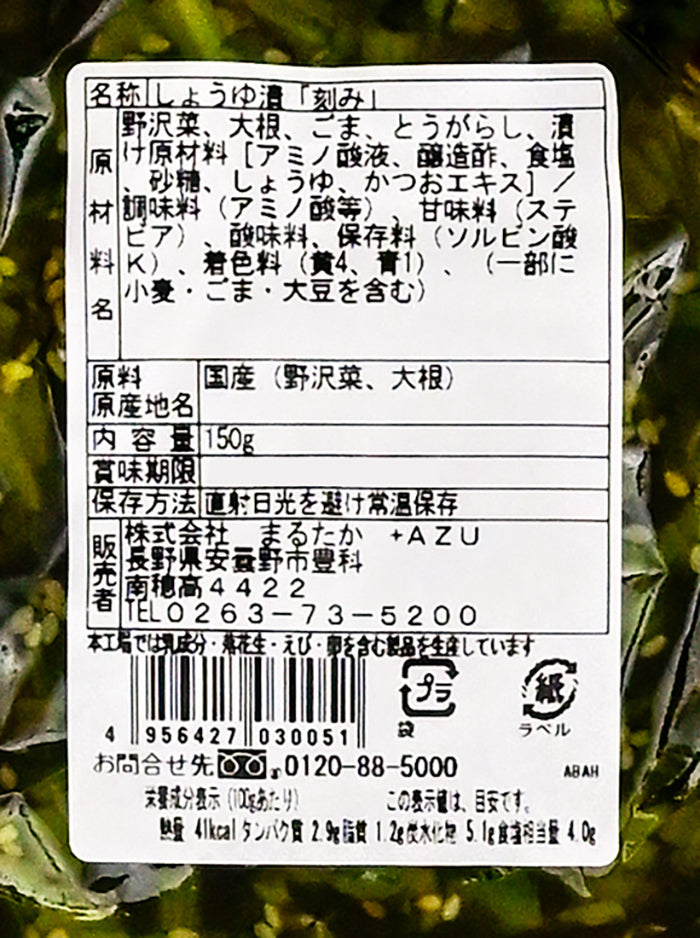 名称 しょうゆ漬「刻み」
原材料名 野沢菜、大根、ごま、とうがらし、漬
け原材料[アミノ酸液、醸造酢、食塩
、砂糖、しょうゆ、かつおエキス]/
調味料(アミノ酸等)、甘味料(ステ
ビア)、酸味料、保存料(ソルビン酸
K)、着色料(黄4、青1)、(一部に
小麦・ごま・大豆を含む)
原料
原産地名 国産(野沢菜、大根)
内容量 150g
賞味期限
保存方法 直射日光を避け常温保存
販売者 株式会社 まるたか +AZU
長野県安曇野市豊科
南穂高4422
TEL0263-73-5200
本工場では乳成分・落花生・えび・卵を含む製品を生産しています
4 956427 030051
プラ
袋
紙
ラベル
お問合せ先 0120-88-5000
ABAH
栄養成分表示(100gあたり) この表示値は、目安です。
熱量 41kcal タンパク質 2.9g 脂質 1.2g 炭水化物 5.1g 食塩相当量 4.0g